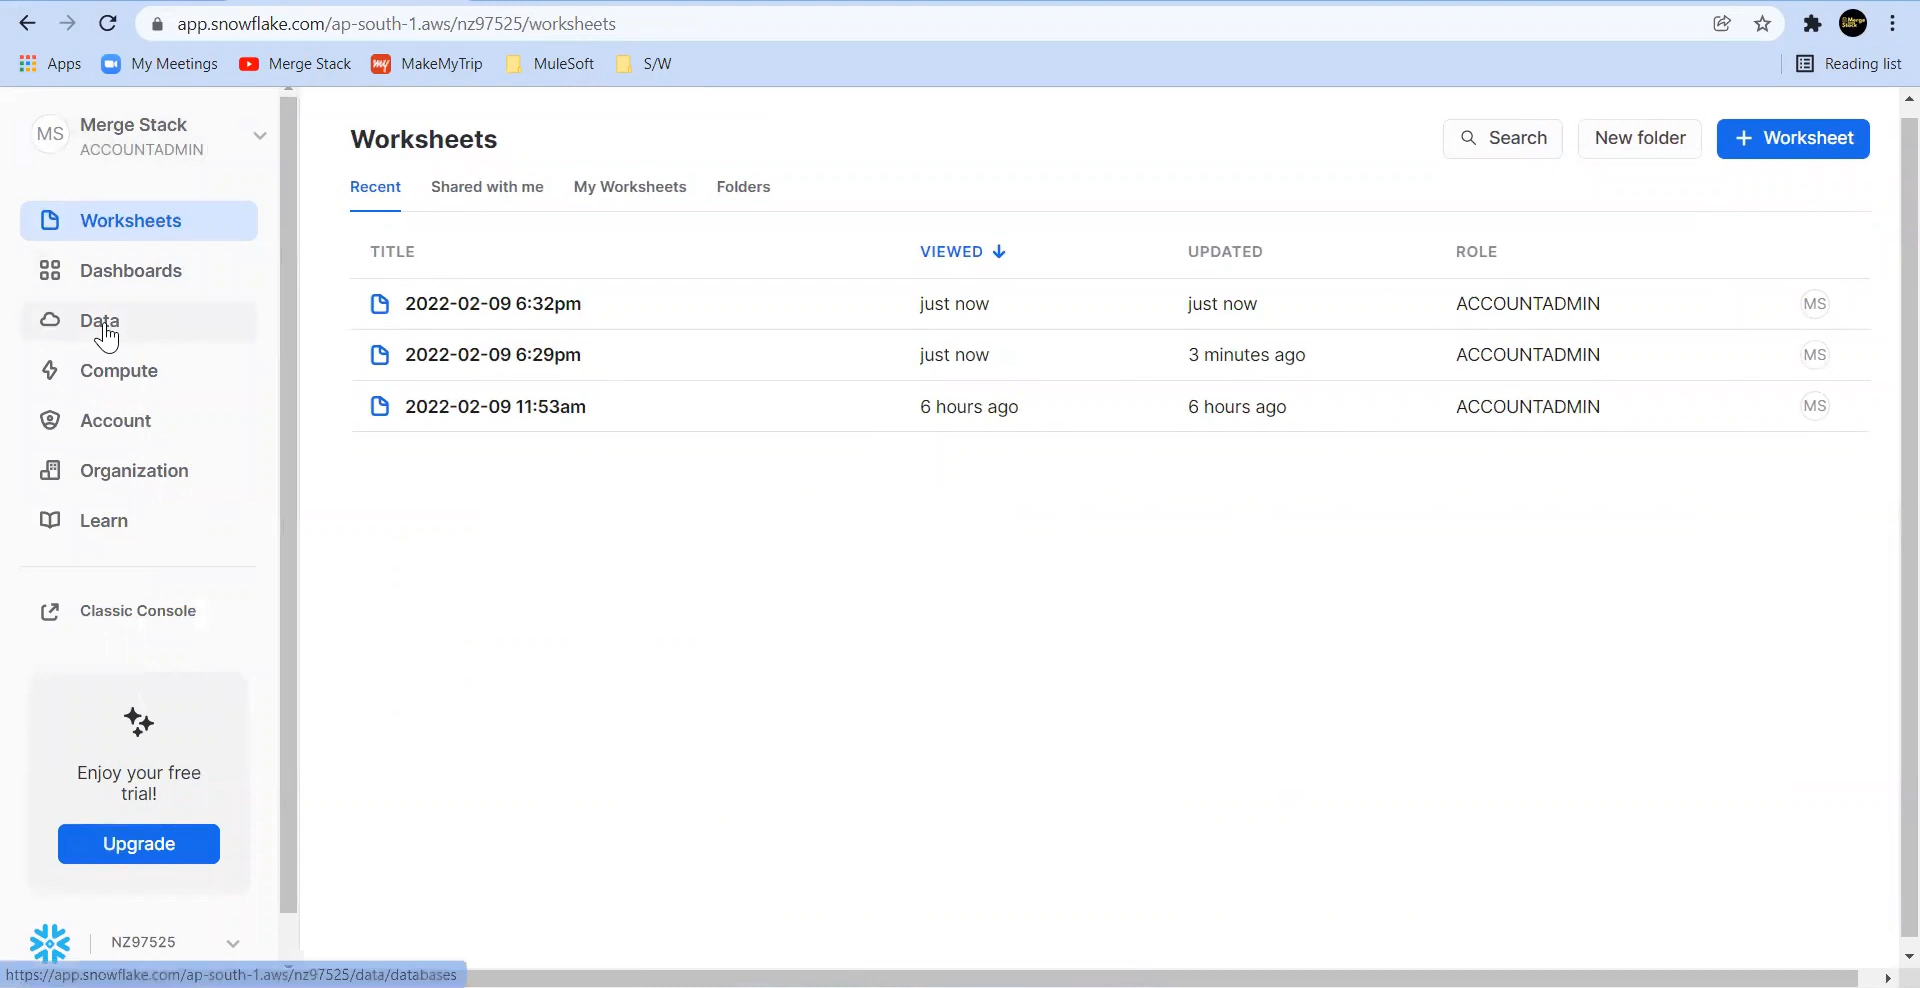 app.snowflake.com/ap-south-1.aws/nz97525/worksheets
Apps My Meetings Merge Stack my MakeMyTrip MuleSoft S/W Reading list
MS Merge Stack
ACCOUNTADMIN
Worksheets
Dashboards
Data
Compute
Account
Organization
Learn
Classic Console
Enjoy your free
trial!
Upgrade
NZ97525
https://app.snowflake.com/ap-south-1.aws/nz97525/data/databases
Worksheets
Search New folder + Worksheet
Recent Shared with me My Worksheets Folders
TITLE VIEWED UPDATED ROLE
2022-02-09 6:32pm just now just now ACCOUNTADMIN MS
2022-02-09 6:29pm just now 3 minutes ago ACCOUNTADMIN MS
2022-02-09 11:53am 6 hours ago 6 hours ago ACCOUNTADMIN MS